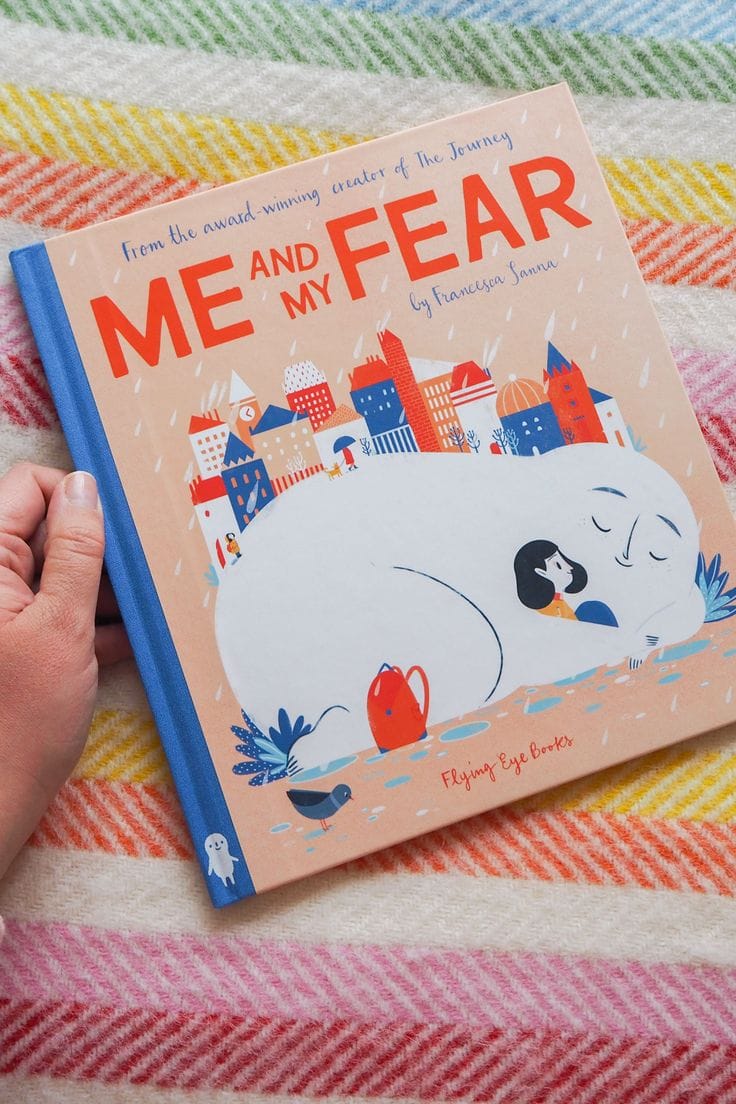 From the award-winning creator of The Journey
ME AND MY FEAR
by Francesca Sanna
Flying Eye Books